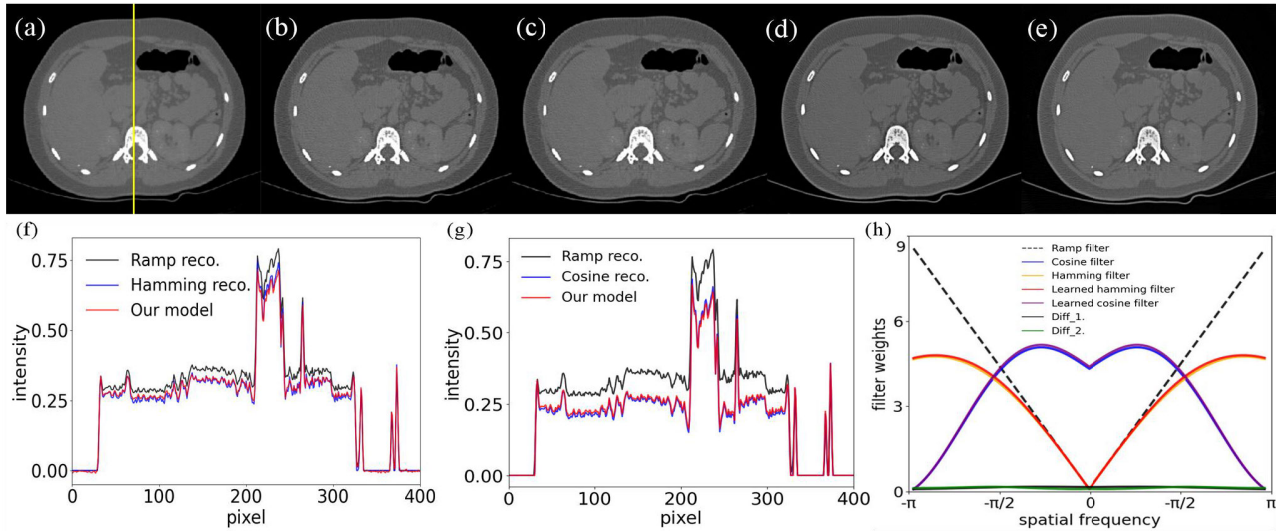 (a)
(b)
(c)
(d)
(e)
(f)
0.75
0.50
0.25
0.00
intensity
Ramp reco.
Hamming reco.
Our model
0
100
200
300
400
pixel
(g)
0.75
0.50
0.25
0.00
intensity
Ramp reco.
Cosine reco.
Our model
0
100
200
300
400
pixel
(h)
9
6
3
0
filter weights
Ramp filter
Cosine filter
Hamming filter
Learned hamming filter
Learned cosine filter
Diff_1.
Diff_2.
-π
-π/2
0
-π/2
π
spatial frequency